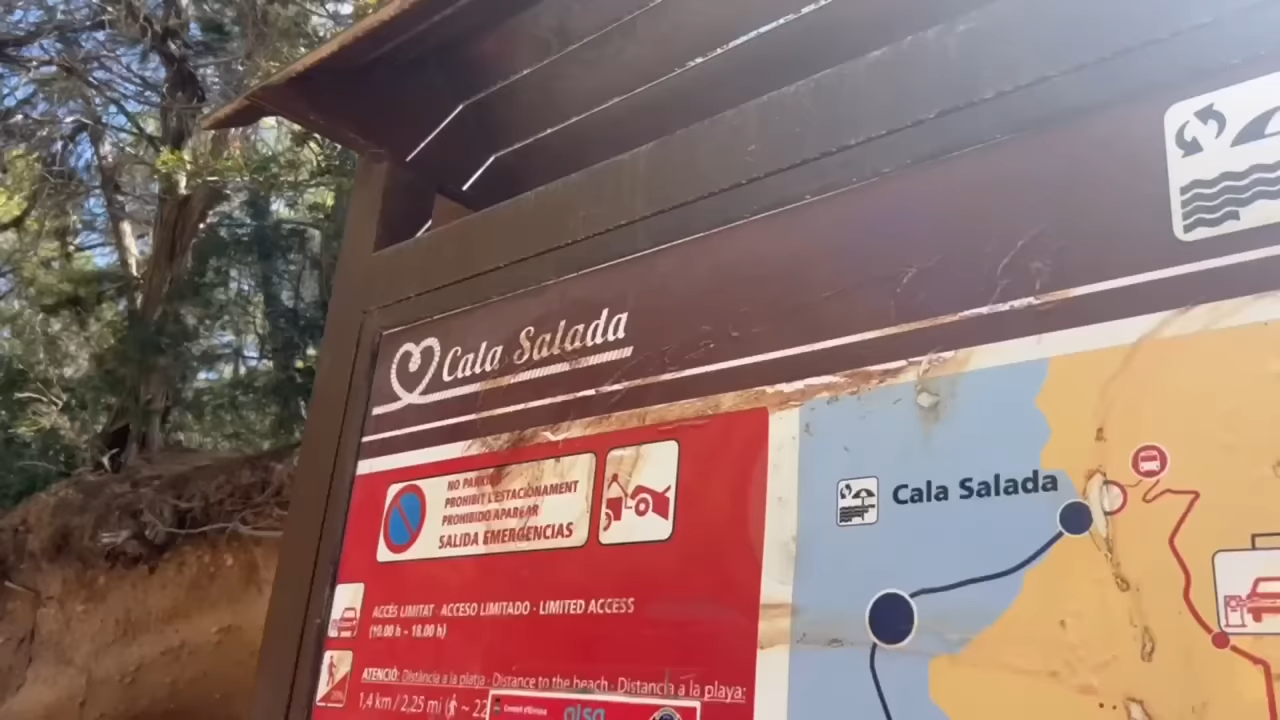 Cala Salada
NO PARKING
PROHIBIT L'ESTACIONAMENT
PROHIBIDO APARCAR
SALIDA EMERGENCIAS
ACCÉS LIMITAT · ACCESO LIMITADO · LIMITED ACCESS
(10.00 h - 18.00 h)
ATENCIÓ: Distància a la platja · Distance to the beach · Distancia a la playa:
1,4 km / 2,25 mi ( ~ 22
alsa
Cala Salada